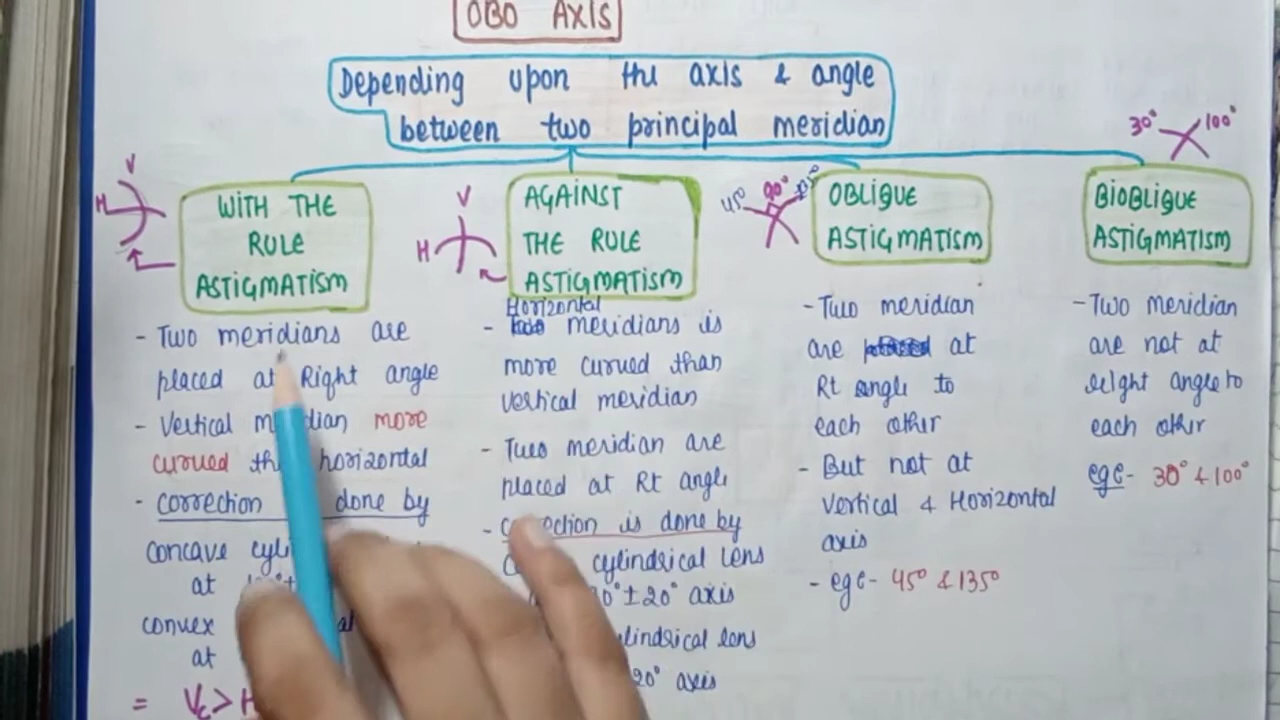 OBO AXIS
Depending upon the axis & angle
between two principal meridian
V
H
WITH THE
RULE
ASTIGMATISM
- Two meridians are
placed at Right angle
- Vertical more
curved horizontal
- correction done by
concave
at
convex
at
= Vc > H
V
H
AGAINST
THE RULE
ASTIGMATISM
Horizontal
- meridians is
more curved than
vertical meridian
- Two meridian are
placed at Rt angle
- is done by
cylindrical lens
± 20° axis
lens
20° axis
45° 90° 135°
OBLIQUE
ASTIGMATISM
- Two meridian
are at
Rt angle to
each other
- But not at
Vertical & Horizontal
axis
- eg:- 45° & 135°
30° 100°
BIOBLIQUE
ASTIGMATISM
- Two meridian
are not at
right angle to
each other
eg:- 30° & 100°